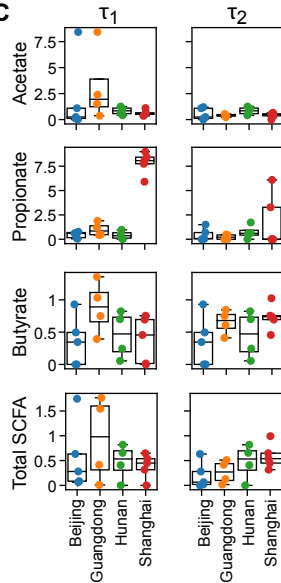 C
τ1 τ2
Acetate
7.5
5.0
2.5
0
Propionate
7.5
5.0
2.5
0
Butyrate
1
0.5
0
Total SCFA
1.5
1
0.5
0
Beijing Guangdong Hunan Shanghai Beijing Guangdong Hunan Shanghai